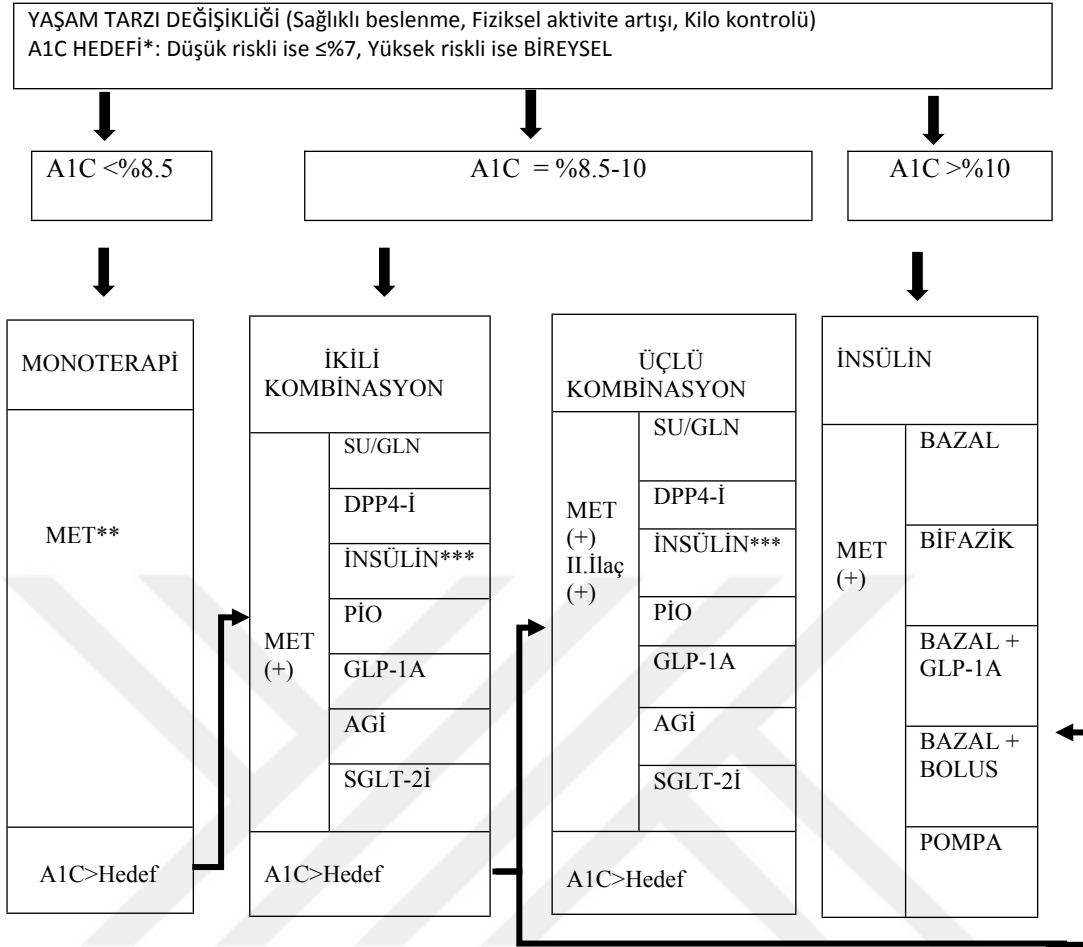 YAŞAM TARZI DEĞİŞİKLİĞİ (Sağlıklı beslenme, Fiziksel aktivite artışı, Kilo kontrolü)
A1C HEDEFİ*: Düşük riskli ise ≤%7, Yüksek riskli ise BİREYSEL
A1C <%8.5
A1C = %8.5-10
A1C >%10
MONOTERAPİ
MET**
A1C>Hedef
İKİLİ
KOMBİNASYON
MET
(+)
SU/GLN
DPP4-İ
İNSÜLİN***
PİO
GLP-1A
AGİ
SGLT-2İ
A1C>Hedef
ÜÇLÜ
KOMBİNASYON
MET
(+)
II.İlaç
(+)
SU/GLN
DPP4-İ
İNSÜLİN***
PİO
GLP-1A
AGİ
SGLT-2İ
A1C>Hedef
İNSÜLİN
MET
(+)
BAZAL
BİFAZİK
BAZAL +
GLP-1A
BAZAL +
BOLUS
POMPA